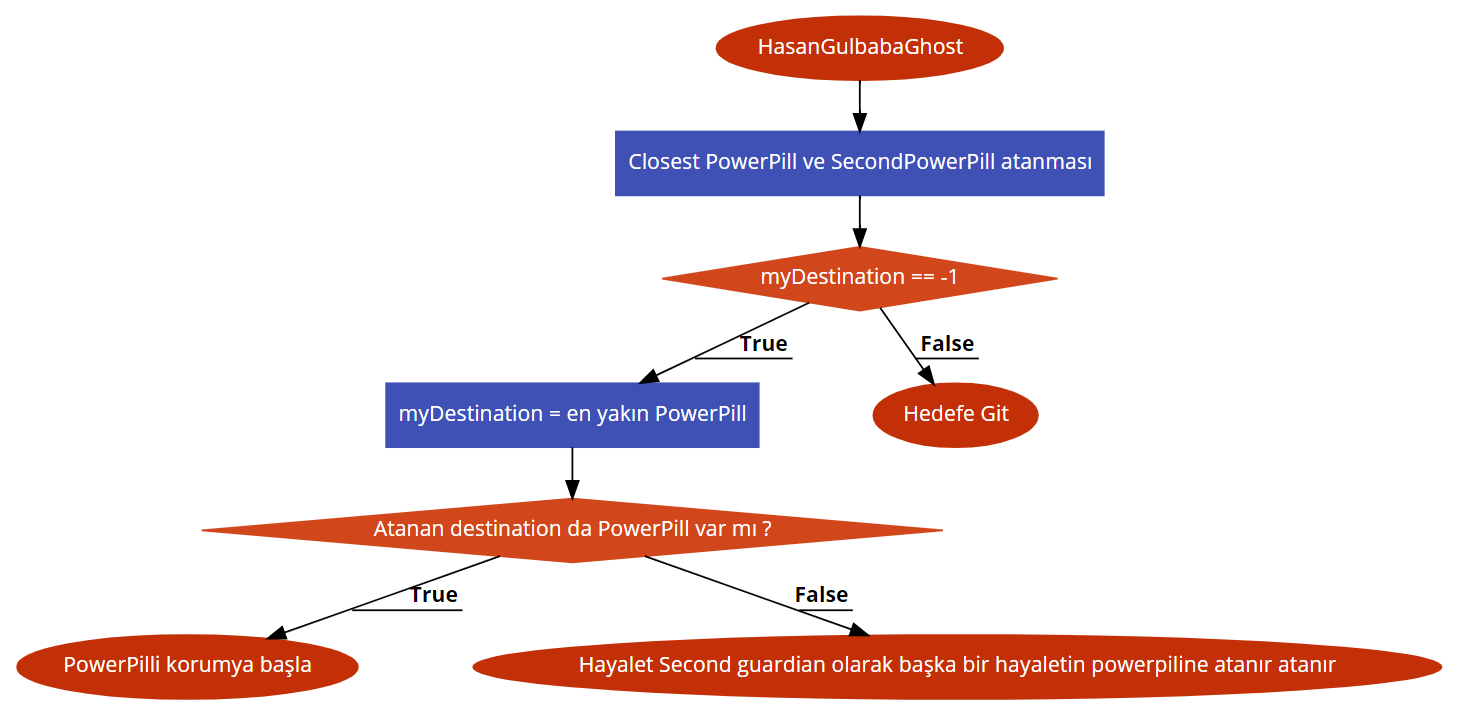 HasanGulbabaGhost
Closest PowerPill ve SecondPowerPill atanması
myDestination == -1
True
False
myDestination = en yakın PowerPill
Hedefe Git
Atanan destination da PowerPill var mı ?
True
False
PowerPilli korumya başla
Hayalet Second guardian olarak başka bir hayaletin powerpiline atanır atanır